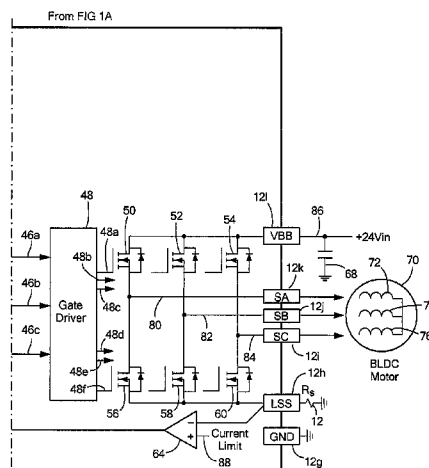 From FIG 1A
48
50
52
54
12l
VBB
86
+24Vin
46a
48a
48b
48c
68
70
12k
72
SA
12j
80
SB
46b
Gate
Driver
82
SC
12i
76
46c
48d
84
12h
BLDC
Motor
48e
LSS
Rs
48f
12
56
58
60
Current
Limit
GND
64
88
12g